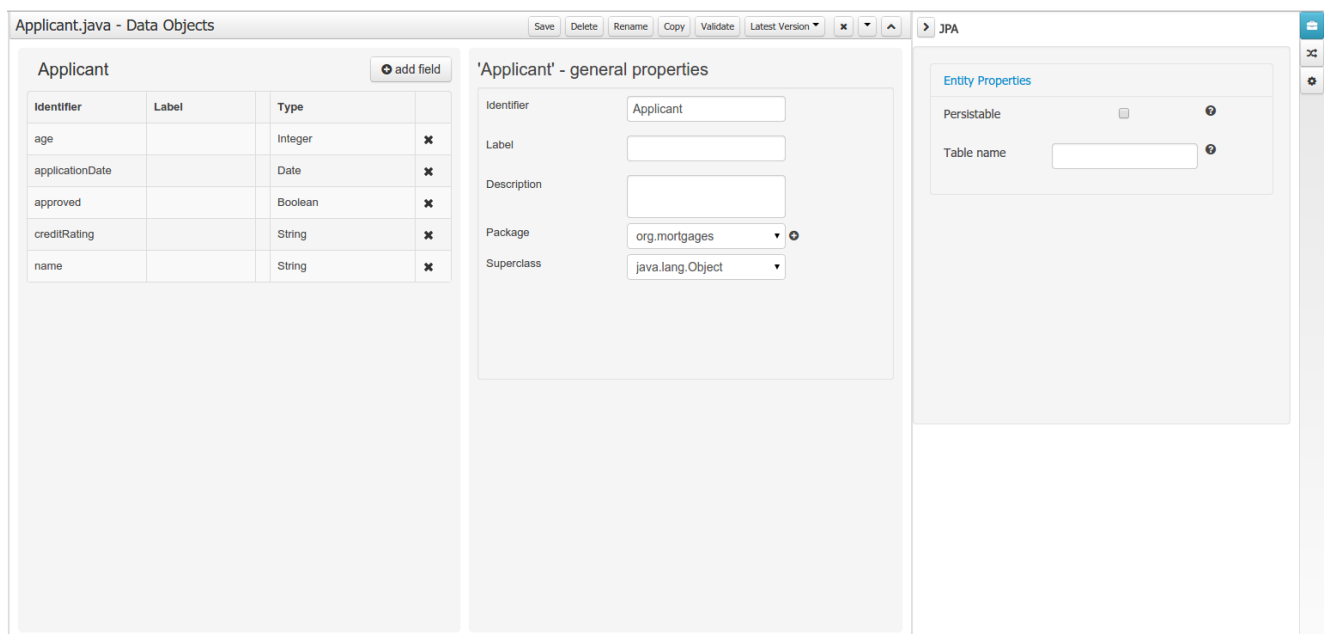 Applicant.java - Data Objects
Save Delete Rename Copy Validate Latest Version
JPA
Applicant
add field
Identifier Label Type
age Integer
applicationDate Date
approved Boolean
creditRating String
name String
'Applicant' - general properties
Identifier Applicant
Label
Description
Package org.mortgages
Superclass java.lang.Object
Entity Properties
Persistable
Table name